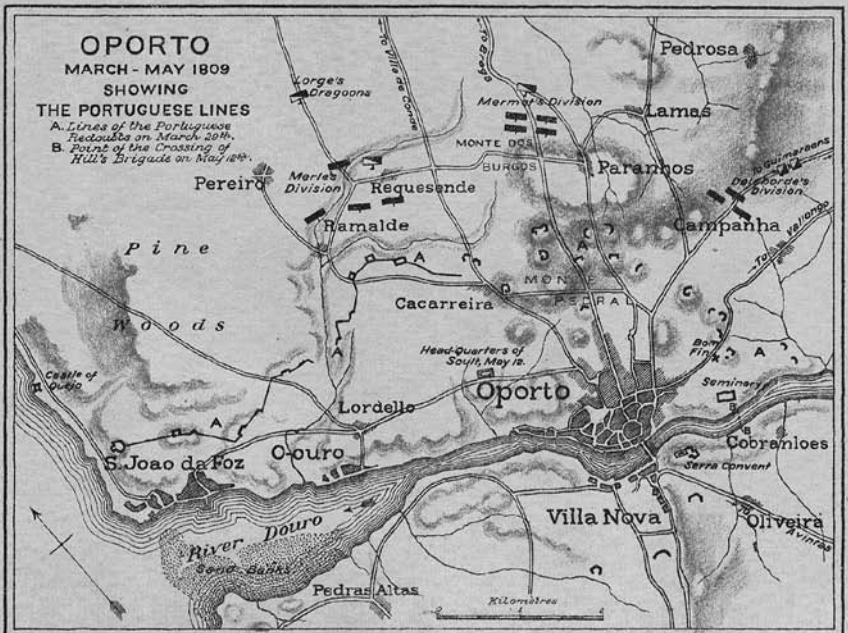 OPORTO
MARCH - MAY 1809
SHOWING
THE PORTUGUESE LINES
A. Lines of the Portuguese
Redoubts on March 29th.
B. Point of the Crossing of
Hill's Brigade on May 12th.
Lorge's
Dragoons
To Villa de Conde
To Braga
Pedrosa
Mermet's Division
Lamas
MONTE DOS
BURGOS
Paranhos
To Guimaraens
Merle's
Division
Pereiro
Requesende
Delaborde's
Division
Ramalde
Campanha
To Vallongo
Pine
Woods
A
A
MONTE
PEDRAL
Cacarreira
A
Head-Quarters of
Soult, May 12.
Bom
Fin
A
Castle of
Quejo
Oporto
Seminary
Lordello
B
B
A
S. Joao da Foz
O-ouro
Cobranloes
Serra Convent
Villa Nova
To
Oliveira
Avintas
River Douro
Sand Banks
Pedras Altas
Kilometres
0